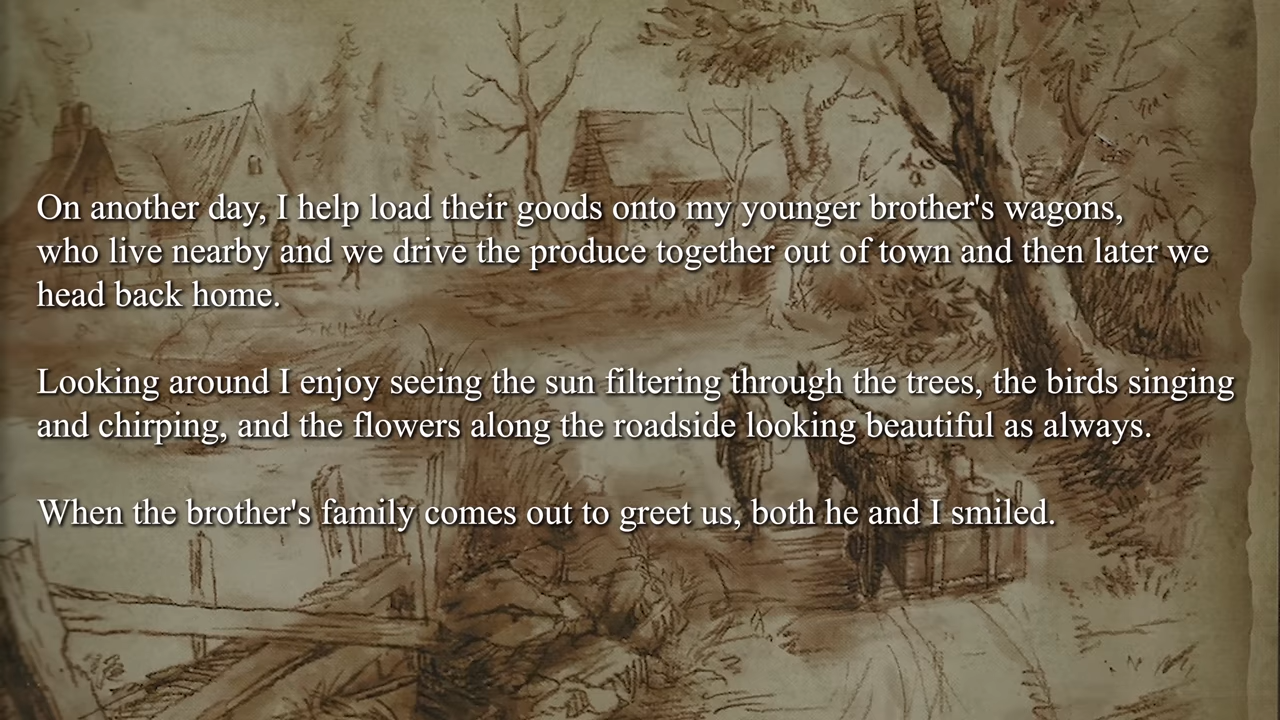 On another day, I help load their goods onto my younger brother's wagons,
who live nearby and we drive the produce together out of town and then later we
head back home.
Looking around I enjoy seeing the sun filtering through the trees, the birds singing
and chirping, and the flowers along the roadside looking beautiful as always.
When the brother's family comes out to greet us, both he and I smiled.